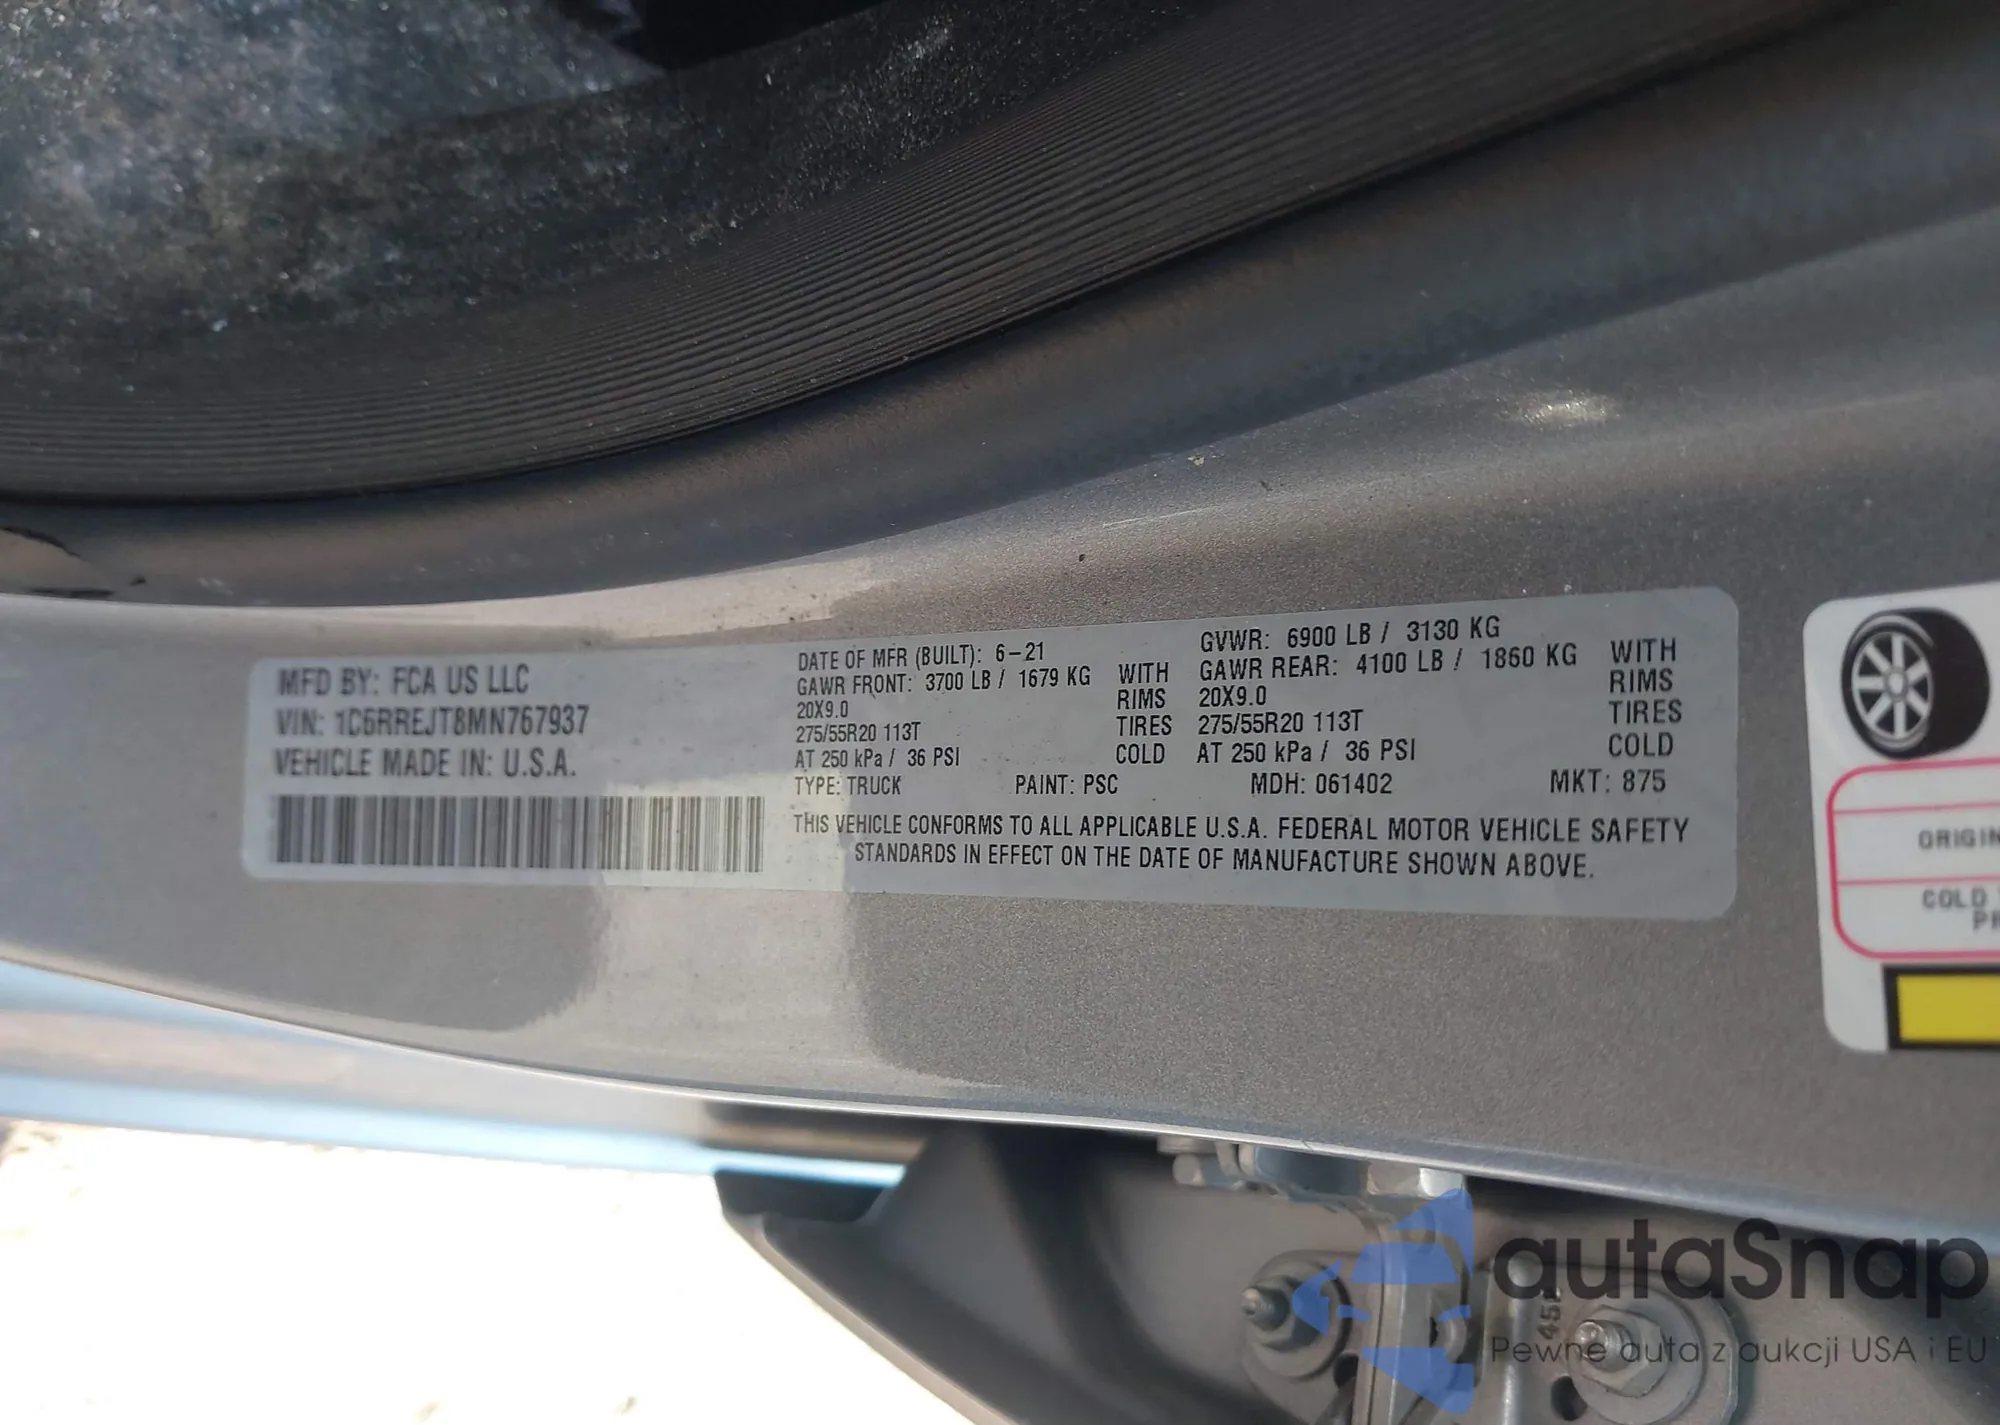 MFD BY: FCA US LLC
VIN: 1C6RREJT8MN767937
VEHICLE MADE IN: U.S.A.
DATE OF MFR (BUILT): 6-21
GAWR FRONT: 3700 LB / 1679 KG WITH
20X9.0 RIMS
275/55R20 113T TIRES
AT 250 kPa / 36 PSI COLD
GVWR: 6900 LB / 3130 KG
GAWR REAR: 4100 LB / 1860 KG WITH
20X9.0 RIMS
275/55R20 113T TIRES
AT 250 kPa / 36 PSI COLD
TYPE: TRUCK PAINT: PSC MDH: 061402 MKT: 875
THIS VEHICLE CONFORMS TO ALL APPLICABLE U.S.A. FEDERAL MOTOR VEHICLE SAFETY
STANDARDS IN EFFECT ON THE DATE OF MANUFACTURE SHOWN ABOVE.
ORIGIN
COLD
autaSnap
Pewne auta z aukcji USA i EU